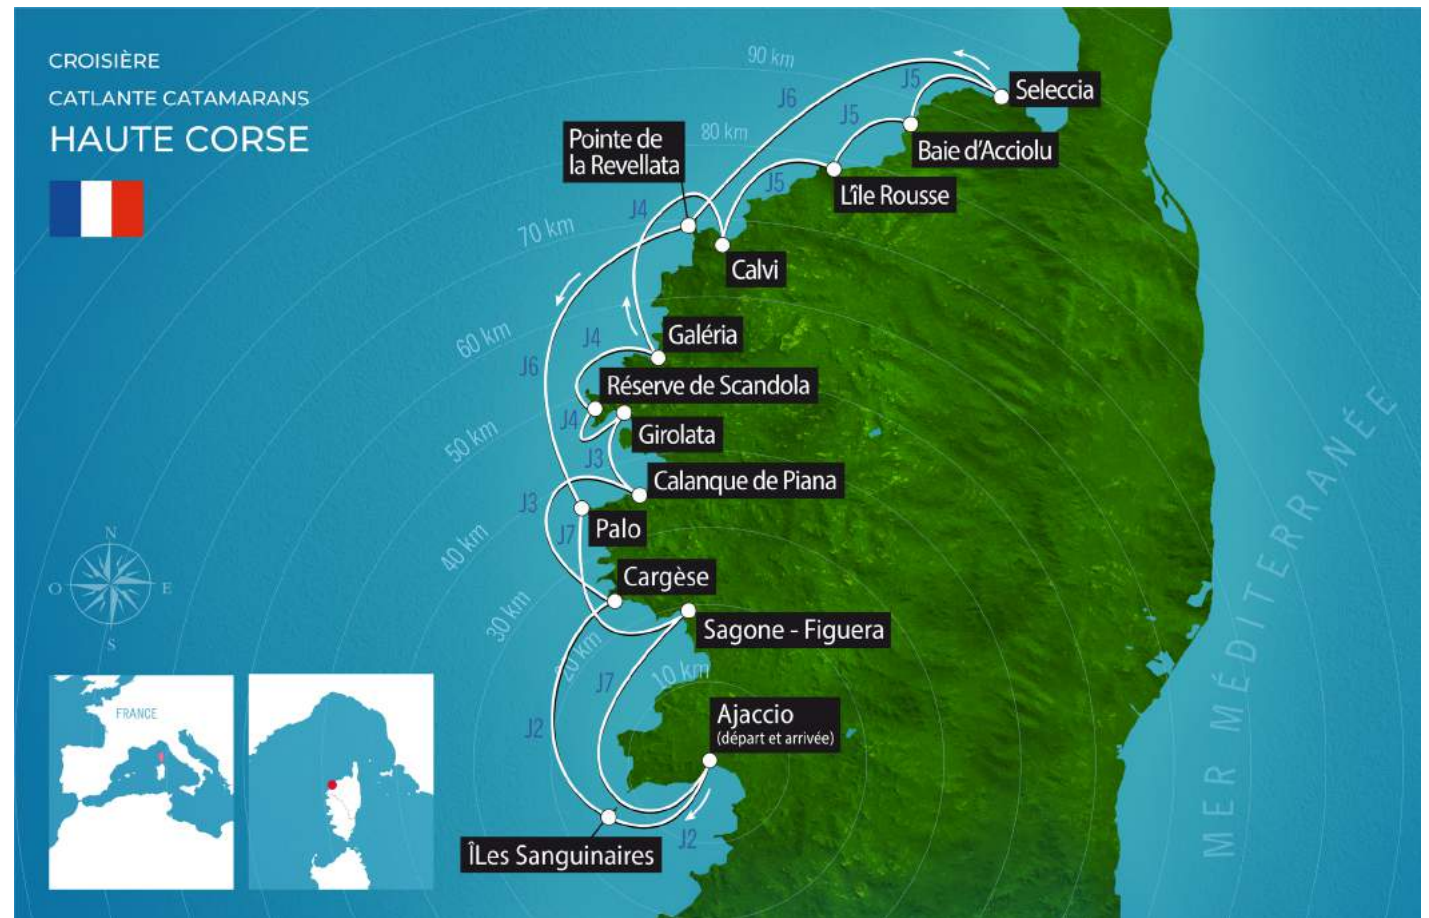 CROISIÈRE
CATLANTE CATAMARANS
HAUTE CORSE
90 km
J5
Seleccia
J6
J5
80 km
Pointe de
la Revellata
Baie d'Acciolu
J5
L'île Rousse
J4
70 km
Calvi
60 km
Galéria
J4
J6
Réserve de Scandola
J4
Girolata
50 km
J3
Calanque de Piana
J3
Palo
J7
40 km
MER MÉDITERRANÉE
N
O
E
S
Cargèse
30 km
Sagone - Figuera
20 km
10 km
J7
FRANCE
Ajaccio
(départ et arrivée)
J2
J2
ÎLes Sanguinaires